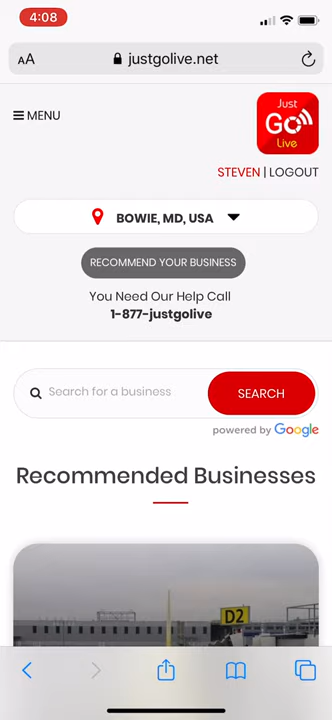 4:08
AA justgolive.net
MENU
Just
Go
Live
STEVEN | LOGOUT
BOWIE, MD, USA
RECOMMEND YOUR BUSINESS
You Need Our Help Call
1-877-justgolive
Search for a business
SEARCH
powered by Google
Recommended Businesses
D2